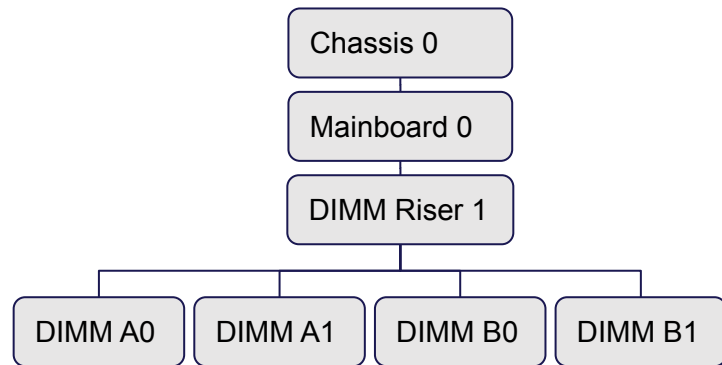 Chassis 0
Mainboard 0
DIMM Riser 1
DIMM A0
DIMM A1
DIMM B0
DIMM B1